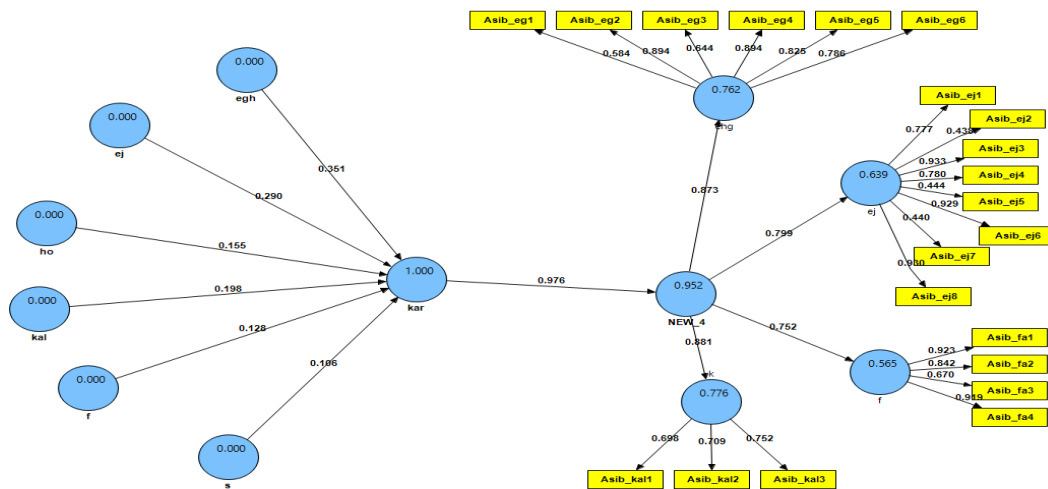 Asib_eg1 Asib_eg2 Asib_eg3 Asib_eg4 Asib_eg5 Asib_eg6
0.584 0.894 0.644 0.894 0.825 0.786
0.000
egh
0.762
eng
Asib_ej1
Asib_ej2
Asib_ej3
Asib_ej4
Asib_ej5
Asib_ej6
Asib_ej7
Asib_ej8
0.777
0.438
0.933
0.780
0.444
0.929
0.440
0.930
0.639
ej
0.000
ej
0.351
0.290
0.873
0.799
0.000
ho
0.155
1.000
kar
0.976
0.952
NEW_4
0.000
kal
0.198
0.128
0.106
0.881
0.752
0.000
f
0.000
s
k
0.776
0.698 0.709 0.752
Asib_kal1 Asib_kal2 Asib_kal3
0.565
f
0.923
0.842
0.670
0.919
Asib_fa1
Asib_fa2
Asib_fa3
Asib_fa4